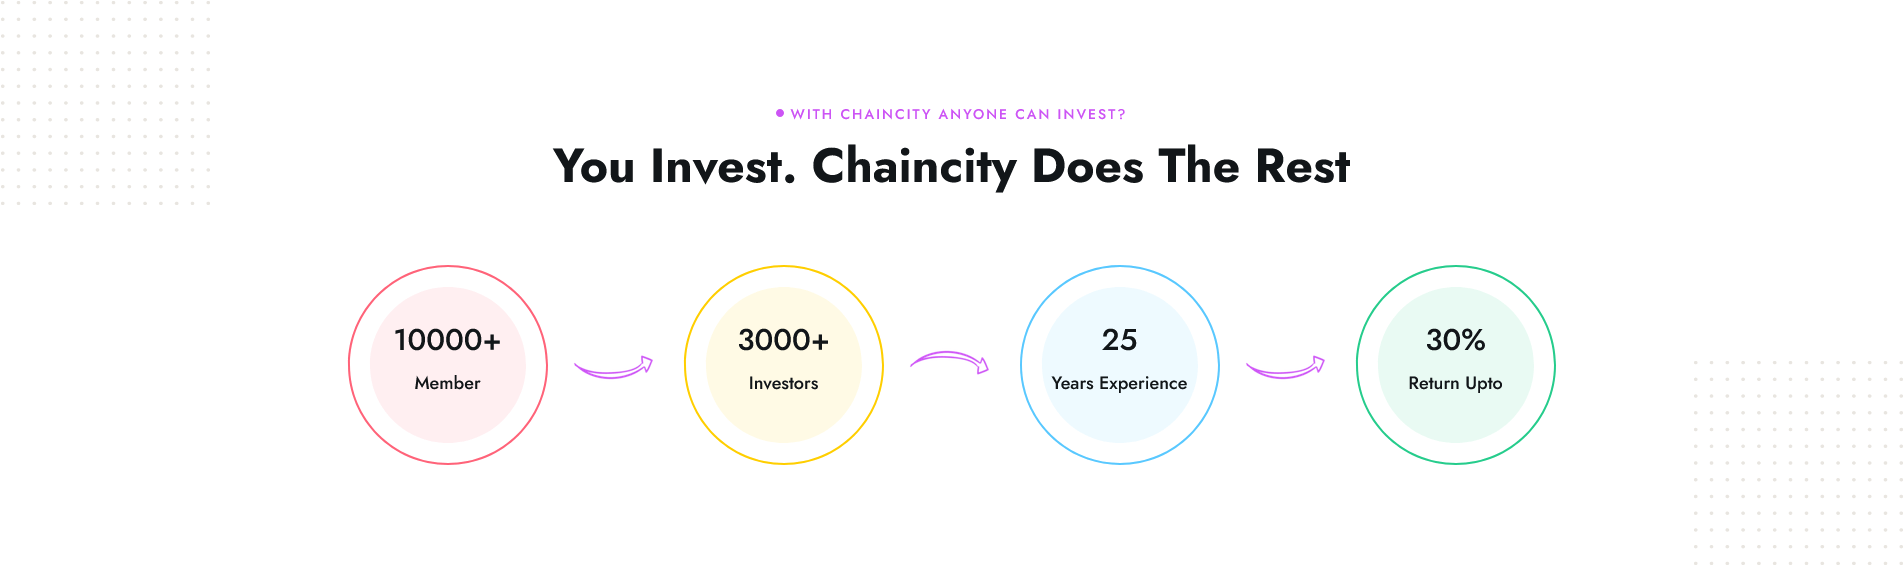 WITH CHAINCITY ANYONE CAN INVEST?
You Invest. Chaincity Does The Rest
10000+
Member
3000+
Investors
25
Years Experience
30%
Return Upto